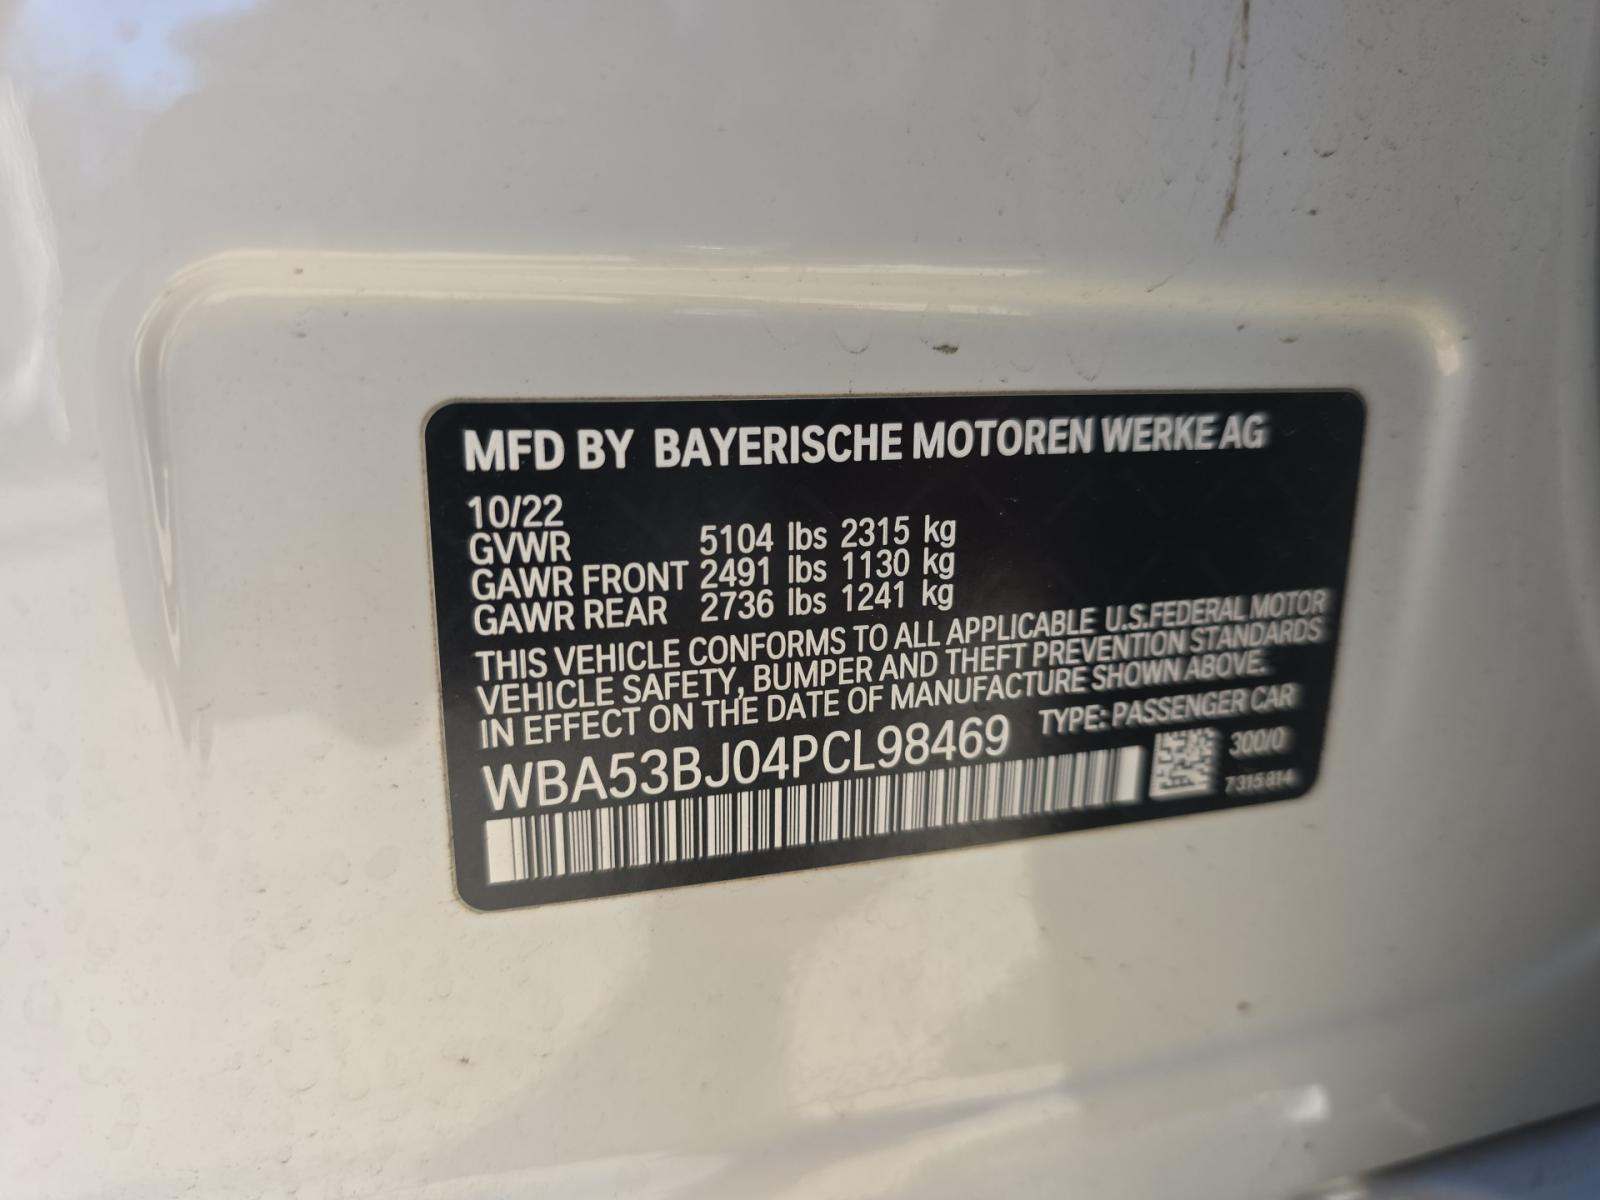 MFD BY BAYERISCHE MOTOREN WERKE AG
10/22
GVWR 5104 lbs 2315 kg
GAWR FRONT 2491 lbs 1130 kg
GAWR REAR 2736 lbs 1241 kg
THIS VEHICLE CONFORMS TO ALL APPLICABLE U.S.FEDERAL MOTOR
VEHICLE SAFETY, BUMPER AND THEFT PREVENTION STANDARDS
IN EFFECT ON THE DATE OF MANUFACTURE SHOWN ABOVE.
WBA53BJ04PCL98469 TYPE: PASSENGER CAR
300/0
7315814